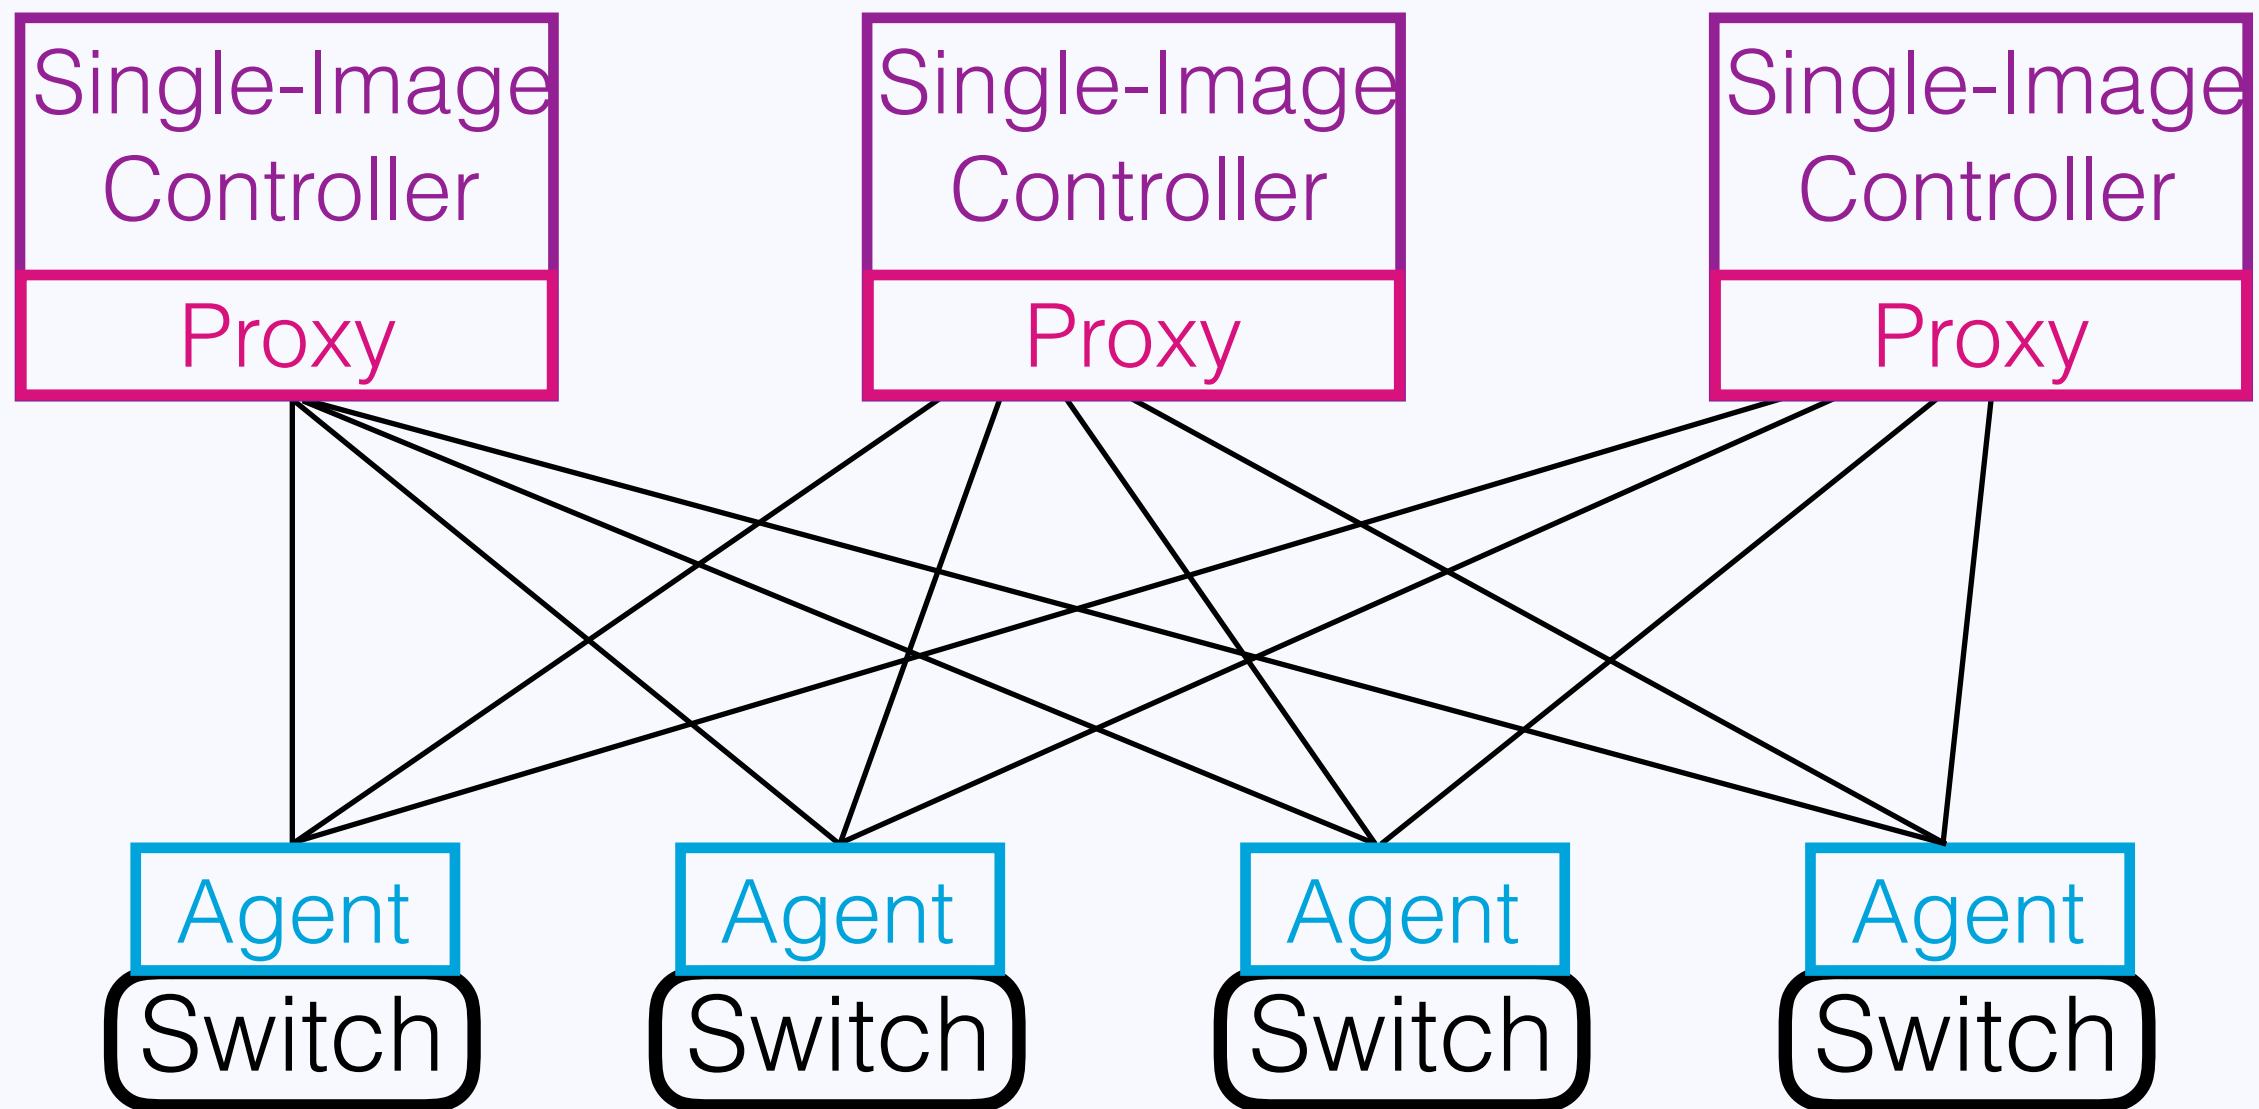 Single-Image
Controller
Proxy
Single-Image
Controller
Proxy
Single-Image
Controller
Proxy
Agent
Switch
Agent
Switch
Agent
Switch
Agent
Switch